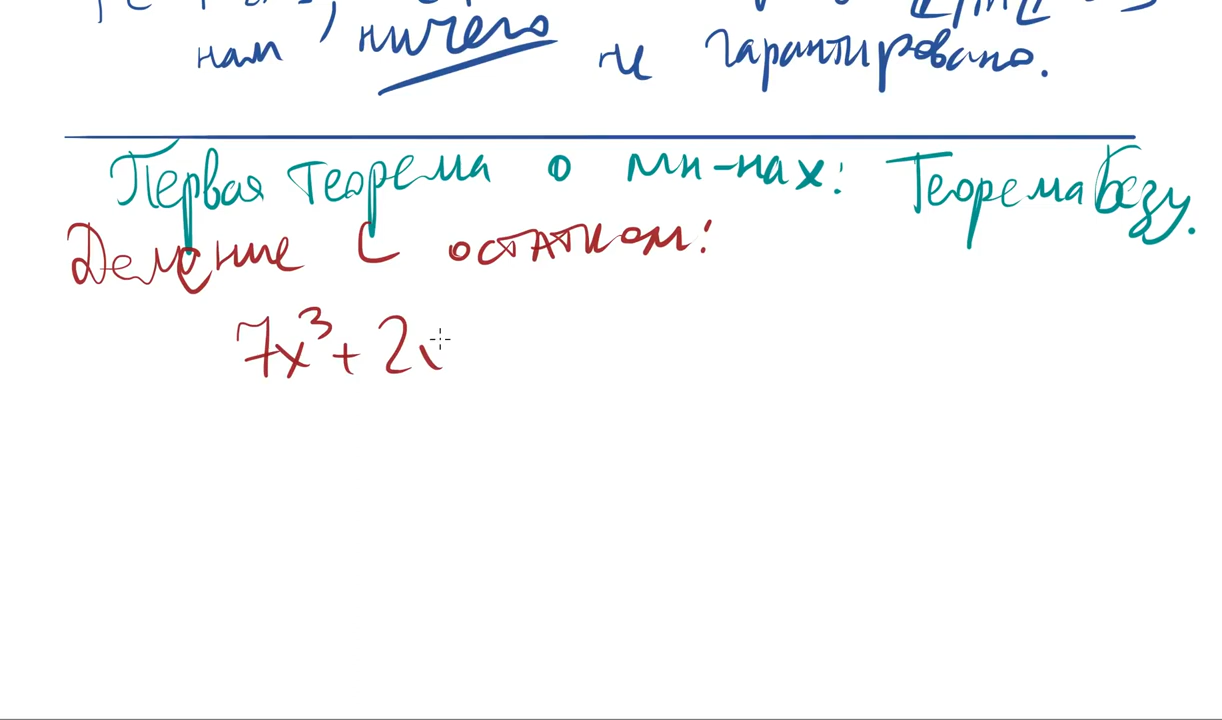 нам ничего не гарантировано.
Первая теорема о мн-нах: Теорема Безу.
Деление с остатком:
7x³ + 2